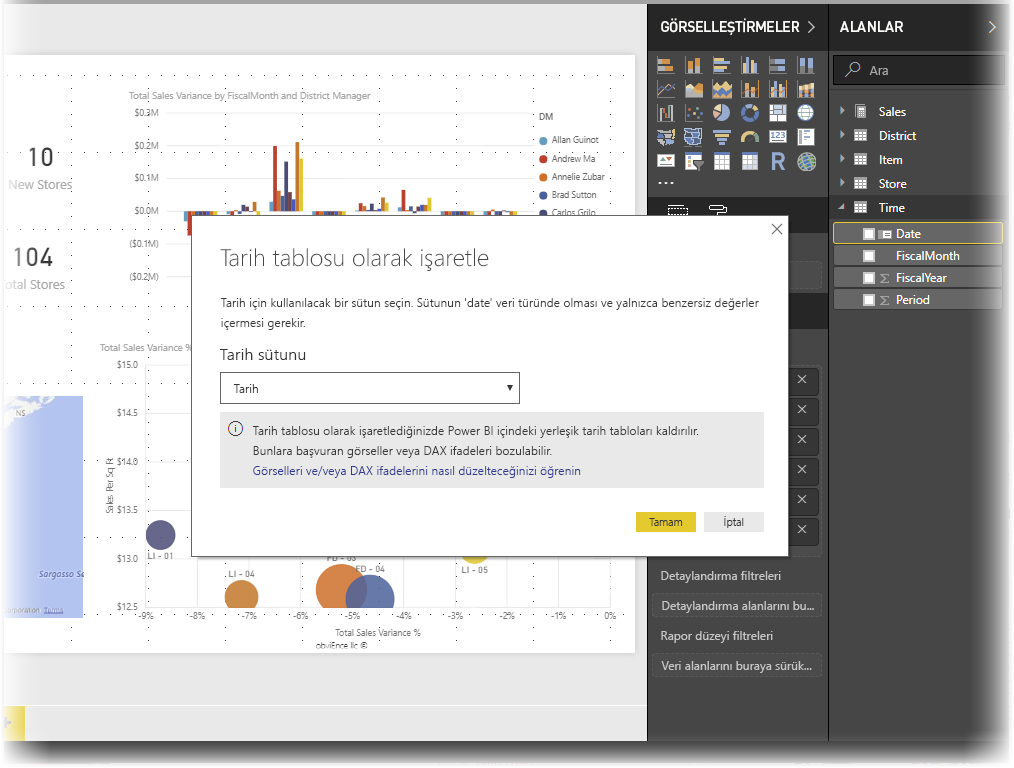 GÖRSELLEŞTİRMELER
ALANLAR
Ara
Sales
District
Item
Store
Time
Date
FiscalMonth
FiscalYear
Period
Total Sales Variance by FiscalMonth and District Manager
$0.3M
$0.2M
$0.1M
$0.0M
($0.1M)
($0.2M)
DM
Allan Guinot
Andrew Ma
Annelie Zubar
Brad Sutton
Carlos Grilo
10
New Stores
104
Total Stores
Tarih tablosu olarak işaretle
Tarih için kullanılacak bir sütun seçin. Sütunun 'date' veri türünde olması ve yalnızca benzersiz değerler
içermesi gerekir.
Tarih sütunu
Tarih
Tarih tablosu olarak işaretlediğinizde Power BI içindeki yerleşik tarih tabloları kaldırılır.
Bunlara başvuran görseller veya DAX ifadeleri bozulabilir.
Görselleri ve/veya DAX ifadelerini nasıl düzelteceğinizi öğrenin
Tamam
İptal
Total Sales Variance %
$15.0
$14.5
$14.0
$13.5
$13.0
$12.5
Sales Per Sq Ft
LI - 01
LI - 04
FD - 03
FD - 04
LI - 05
-9%
-8%
-7%
-6%
-5%
-4%
-3%
-2%
-1%
0%
Total Sales Variance %
obviEnce llc ©
NS
Sargasso Se
orporation
Terms
Detaylandırma filtreleri
Detaylandırma alanlarını bu...
Rapor düzeyi filtreleri
Veri alanlarını buraya sürük...